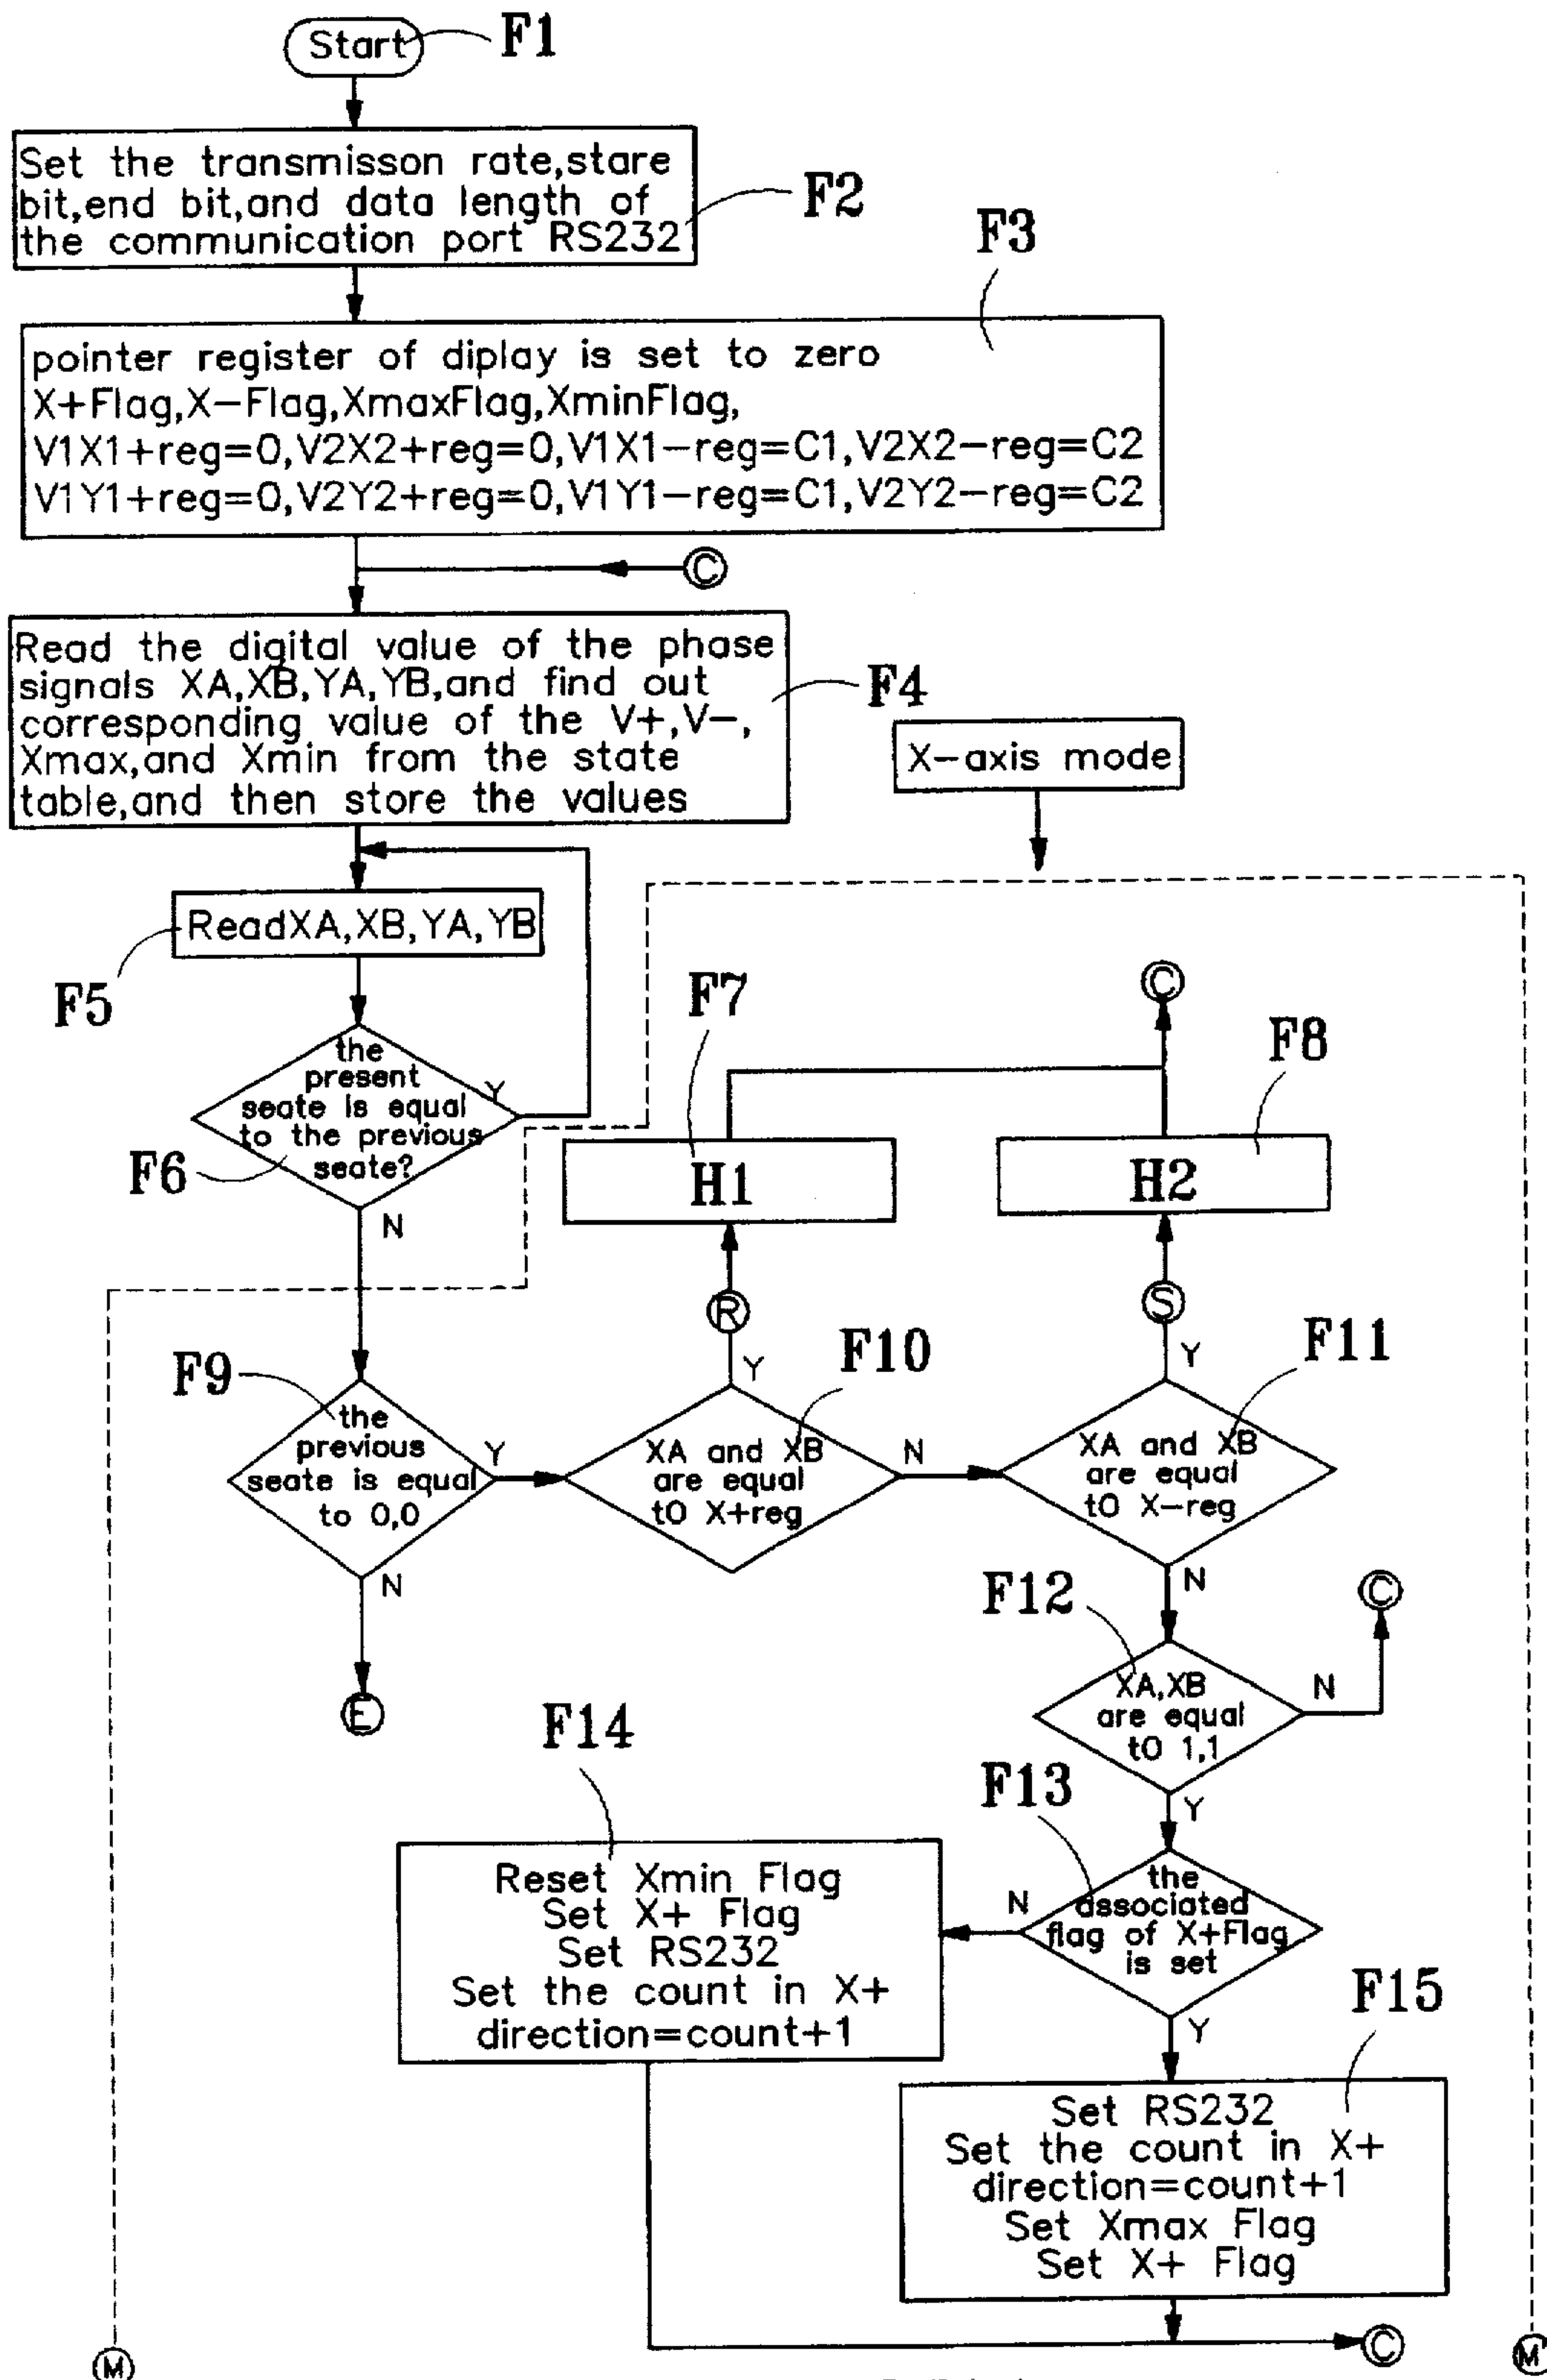 Start
F1
Set the transmisson rate,stare
bit,end bit,and data length of
the communication port RS232
F2
F3
pointer register of diplay is set to zero
X+Flag,X-Flag,XmaxFlag,XminFlag,
V1X1+reg=0,V2X2+reg=0,V1X1-reg=C1,V2X2-reg=C2
V1Y1+reg=0,V2Y2+reg=0,V1Y1-reg=C1,V2Y2-reg=C2
C
Read the digital value of the phase
signals XA,XB,YA,YB,and find out
corresponding value of the V+,V-,
Xmax,and Xmin from the state
table,and then store the values
F4
X-axis mode
ReadXA,XB,YA,YB
F5
the
present
seate is equal
to the previous
seate?
Y
F6
N
F7
H1
C
F8
H2
R
S
F9
the
previous
seate is equal
to 0,0
Y
N
E
F10
Y
XA and XB
are equal
tO X+reg
N
F11
Y
XA and XB
are equal
tO X-reg
N
F12
XA,XB
are equal
tO 1,1
N
C
Y
F13
the
associated
flag of X+Flag
is set
N
Y
F14
Reset Xmin Flag
Set X+ Flag
Set RS232
Set the count in X+
direction=count+1
F15
Set RS232
Set the count in X+
direction=count+1
Set Xmax Flag
Set X+ Flag
C
M
M'